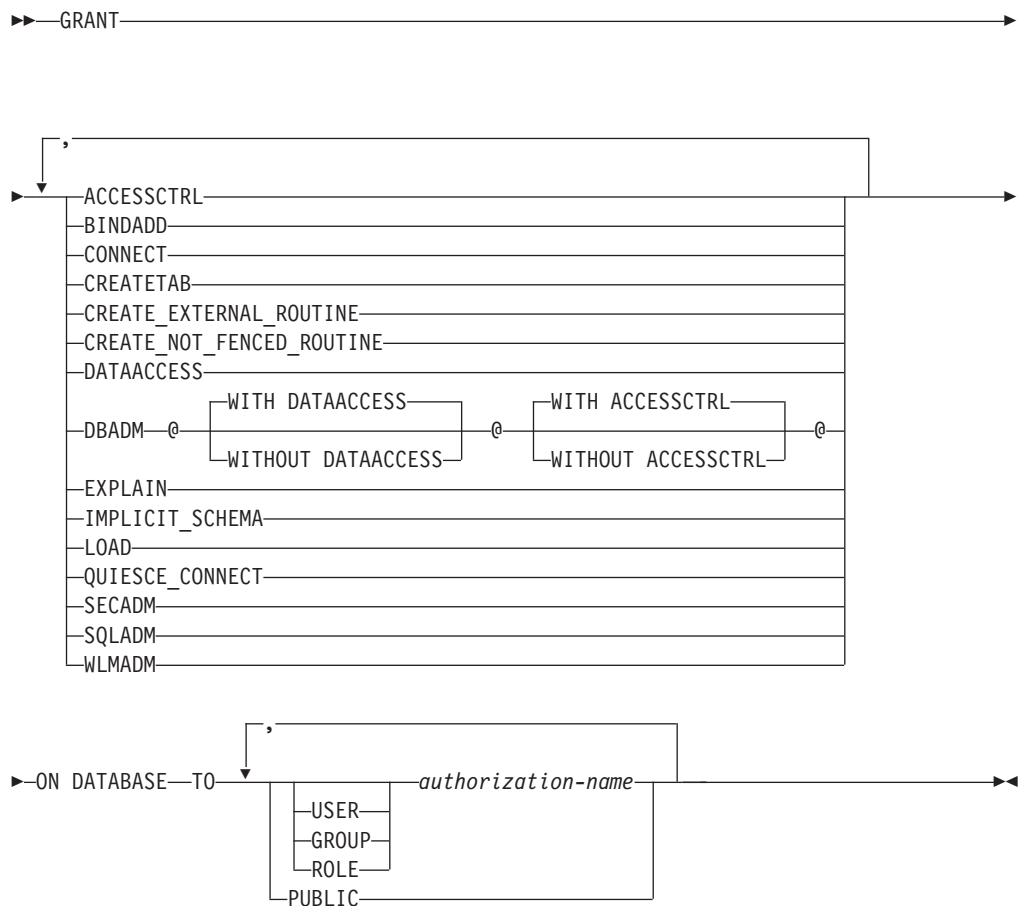 GRANT
,
ACCESSCTRL
BINDADD
CONNECT
CREATETAB
CREATE_EXTERNAL_ROUTINE
CREATE_NOT_FENCED_ROUTINE
DATAACCESS
WITH DATAACCESS WITH ACCESSCTRL
DBADM @ @ @
WITHOUT DATAACCESS WITHOUT ACCESSCTRL
EXPLAIN
IMPLICIT_SCHEMA
LOAD
QUIESCE_CONNECT
SECADM
SQLADM
WLMADM
,
ON DATABASE TO authorization-name
USER
GROUP
ROLE
PUBLIC